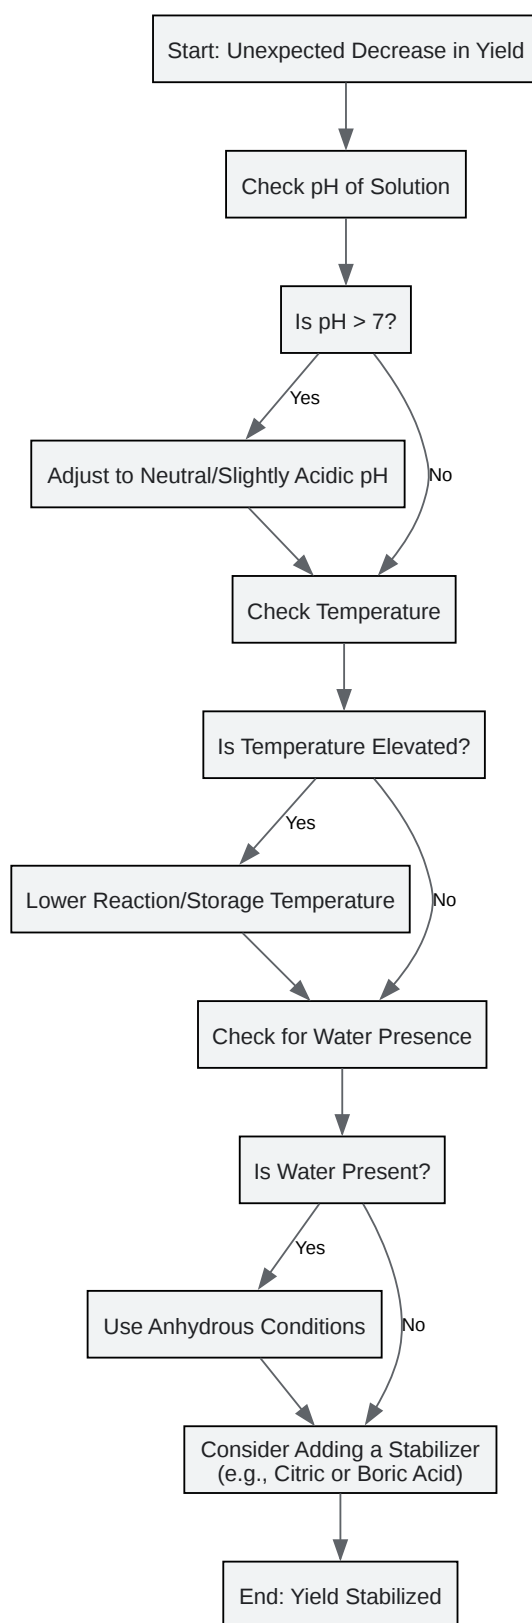 Start: Unexpected Decrease in Yield
Check pH of Solution
Is pH > 7?
Yes
Adjust to Neutral/Slightly Acidic pH
No
Check Temperature
Is Temperature Elevated?
Yes
Lower Reaction/Storage Temperature
No
Check for Water Presence
Is Water Present?
Yes
Use Anhydrous Conditions
No
Consider Adding a Stabilizer
(e.g., Citric or Boric Acid)
End: Yield Stabilized